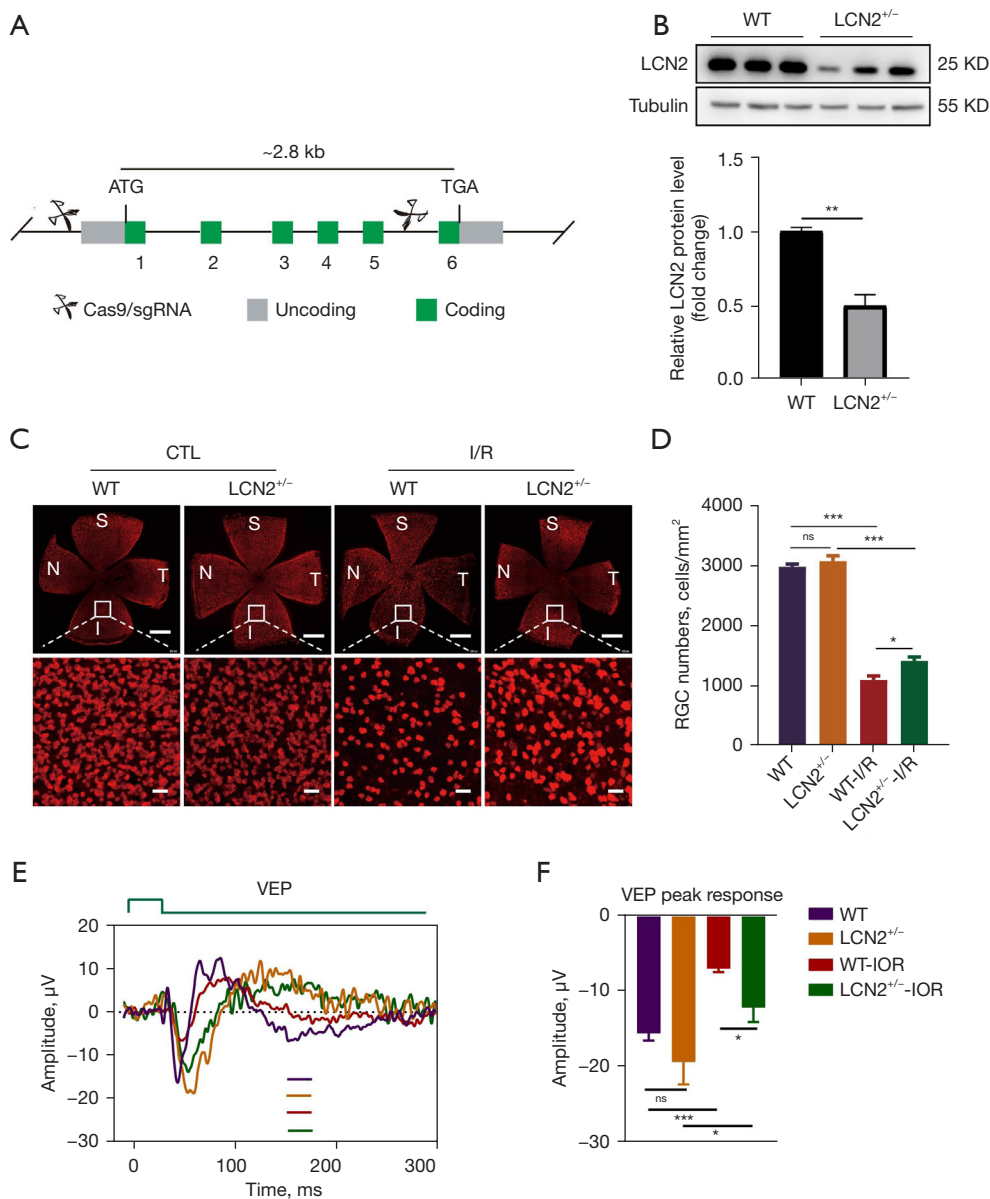 A
~2.8 kb
ATG
TGA
1 2 3 4 5 6
Cas9/sgRNA Uncoding Coding
B
WT LCN2+/−
LCN2 25 KD
Tubulin 55 KD
Relative LCN2 protein level
(fold change)
1.5
1.0
0.5
0.0
**
WT LCN2+/−
C
CTL I/R
WT LCN2+/− WT LCN2+/−
S S S S
N T N T N T N T
I I I I
D
RGC numbers, cells/mm2
4000
3000
2000
1000
0
***
ns ***
*
WT
LCN2+/−
WT-I/R
LCN2+/−-I/R
E
VEP
Amplitude, µV
20
10
0
−10
−20
−30
0 100 200 300
Time, ms
F
VEP peak response
Amplitude, µV
0
−10
−20
−30
*
ns
***
*
WT
LCN2+/−
WT-IOR
LCN2+/−-IOR